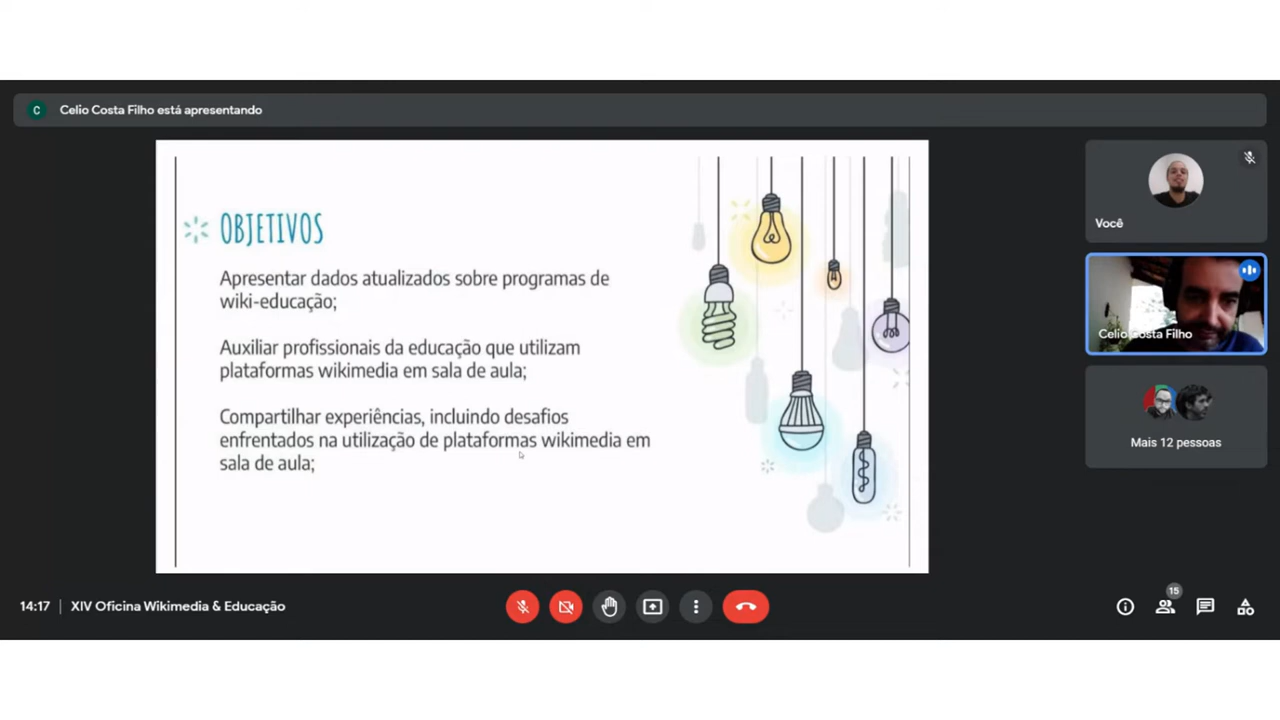 C Celio Costa Filho está apresentando
OBJETIVOS
Apresentar dados atualizados sobre programas de
wiki-educação;
Auxiliar profissionais da educação que utilizam
plataformas wikimedia em sala de aula;
Compartilhar experiências, incluindo desafios
enfrentados na utilização de plataformas wikimedia em
sala de aula;
Você
Celio Costa Filho
Mais 12 pessoas
14:17 | XIV Oficina Wikimedia & Educação
15